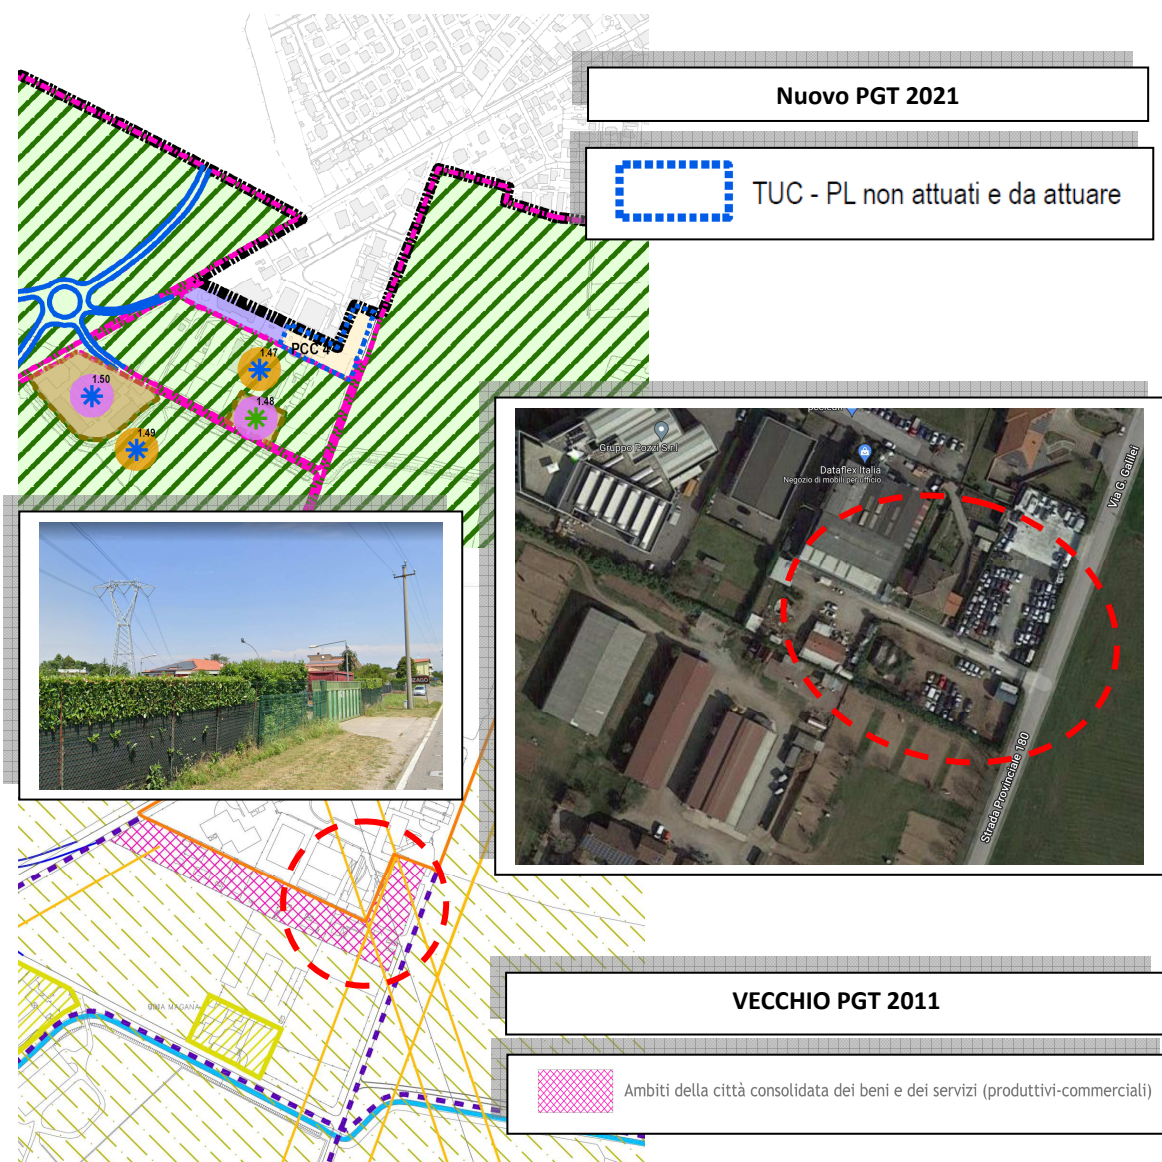 Nuovo PGT 2021
TUC - PL non attuati e da attuare
PCC 4
1.47
1.50
1.48
1.49
Gruppo Pozzi S.r.l
Dataflex Italia
Negozio di mobili per ufficio
Via G. Galilei
Strada Provinciale 180
VECCHIO PGT 2011
Ambiti della città consolidata dei beni e dei servizi (produttivi-commerciali)